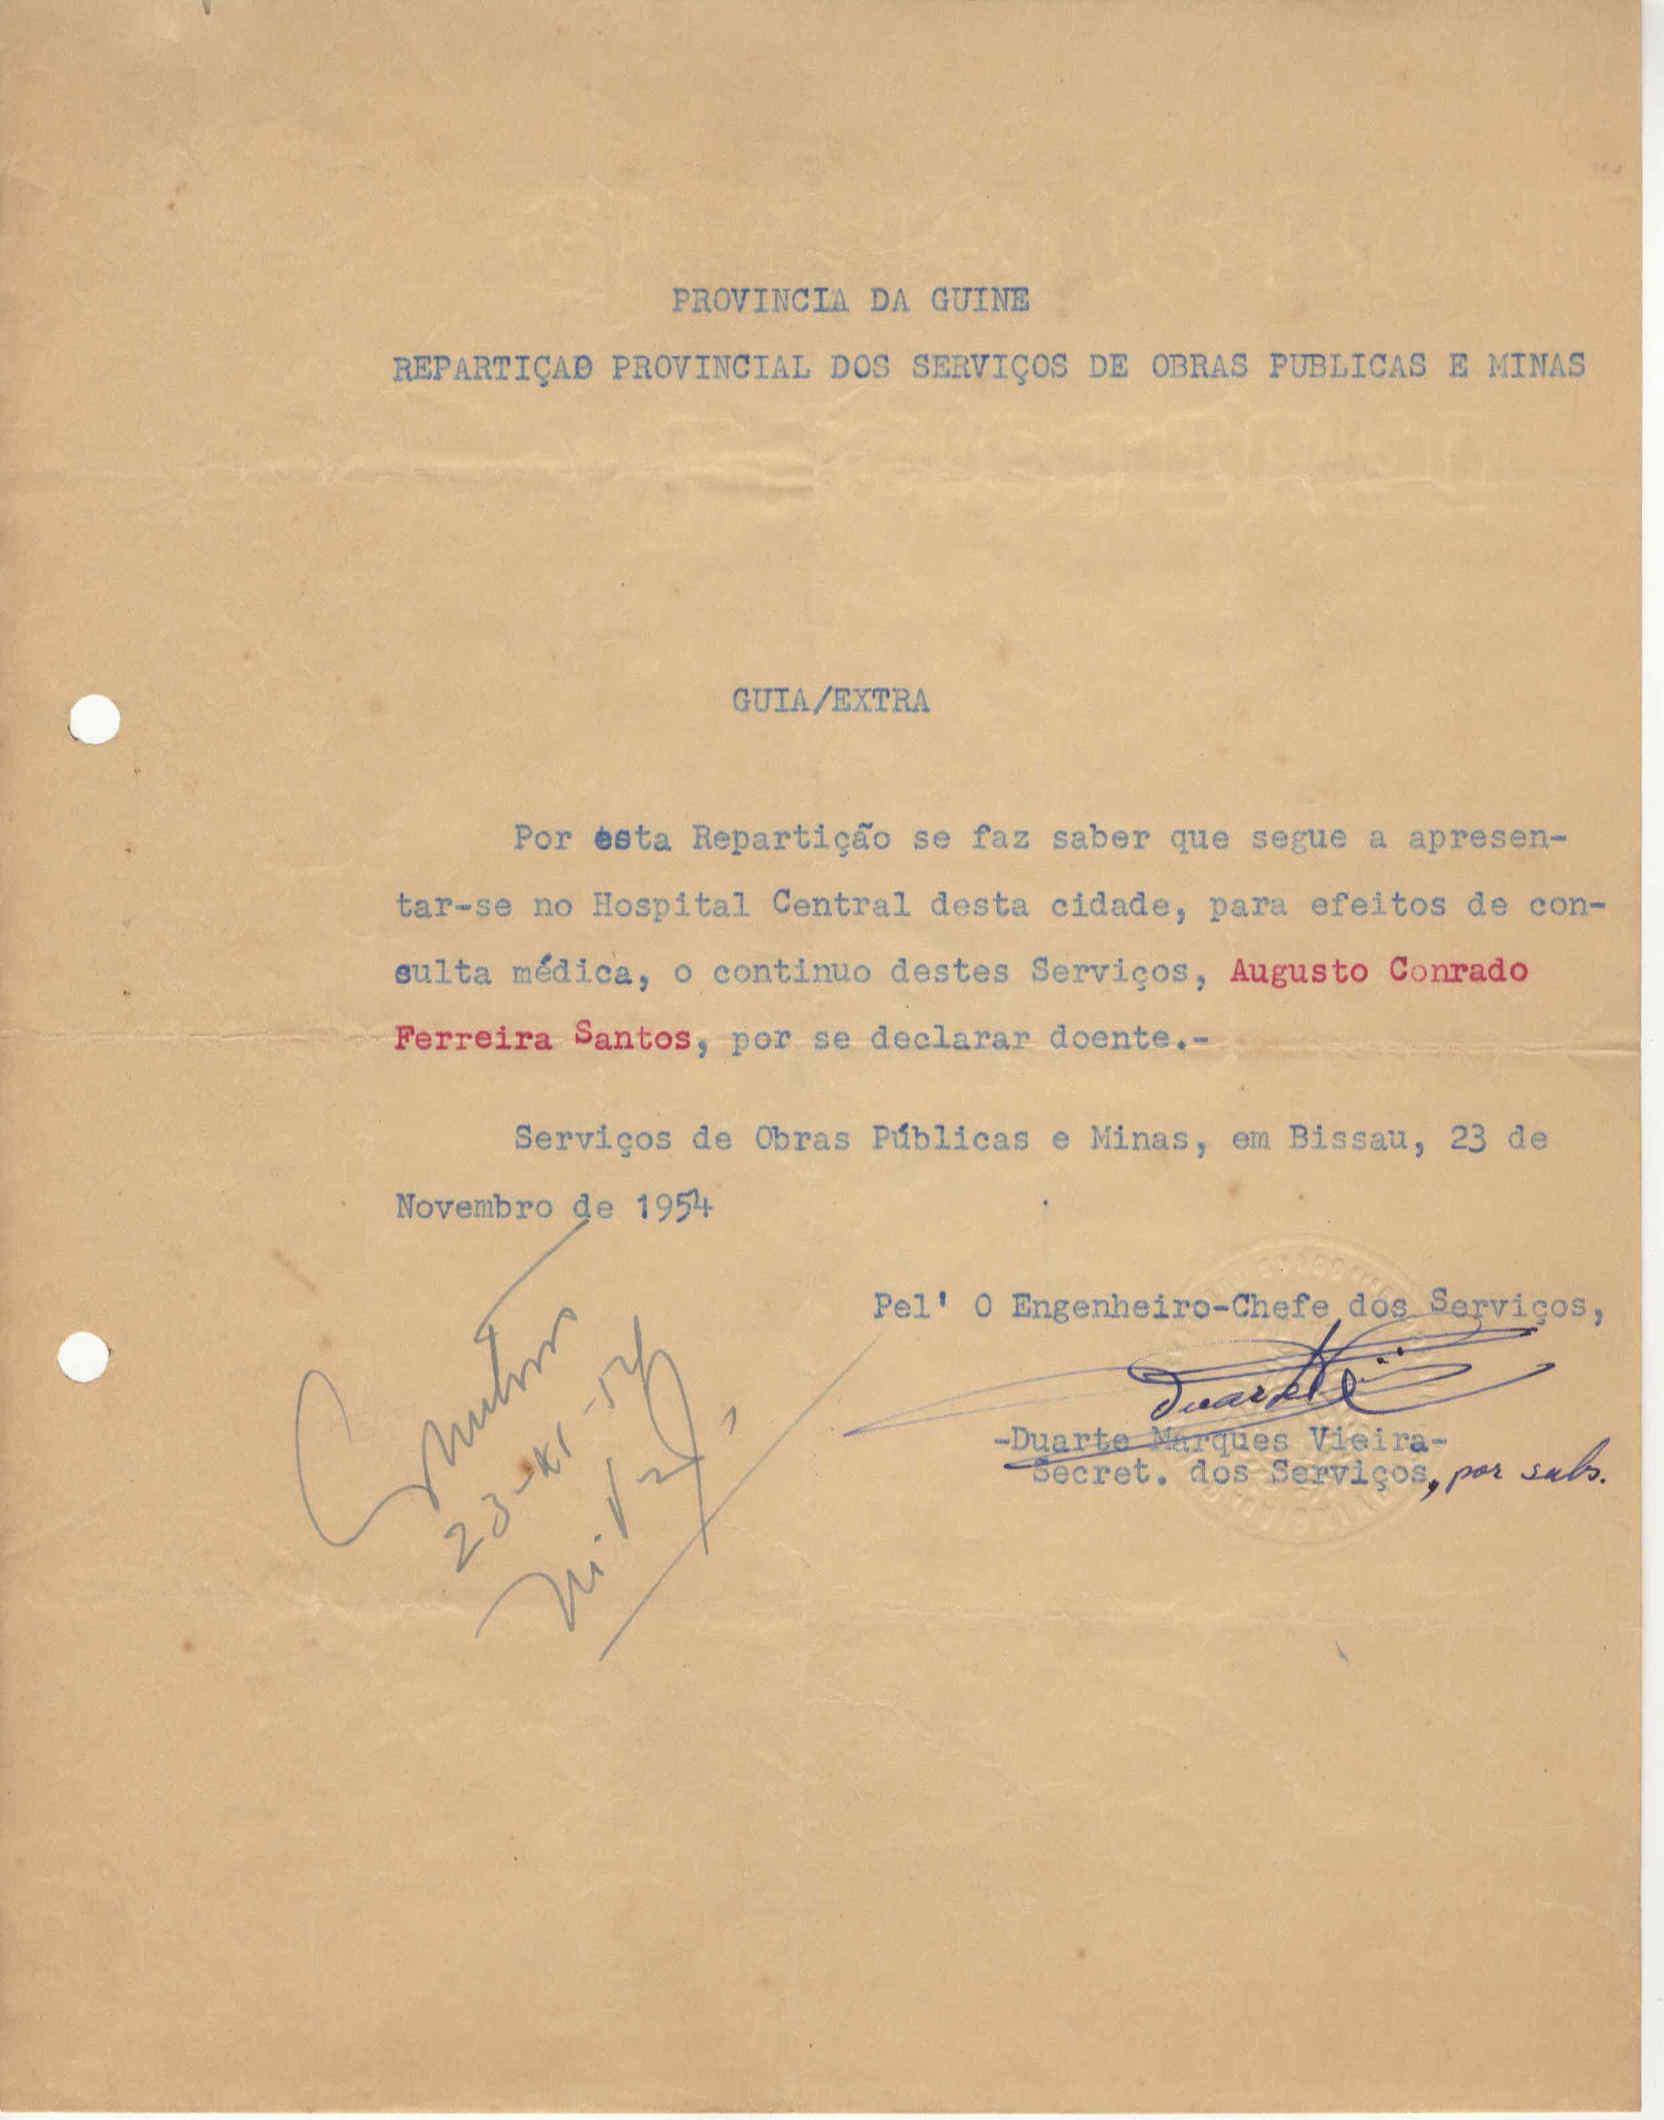 PROVINCIA DA GUINE
REPARTIÇAO PROVINCIAL DOS SERVIÇOS DE OBRAS PUBLICAS E MINAS
GUIA/EXTRA
Por esta Repartição se faz saber que segue a apresen-
tar-se no Hospital Central desta cidade, para efeitos de con-
sulta médica, o continuo destes Serviços, Augusto Conrado
Ferreira Santos, por se declarar doente.-
Serviços de Obras Públicas e Minas, em Bissau, 23 de
Novembro de 1954
Pel' O Engenheiro-Chefe dos Serviços,
Duarte
-Duarte Marques Vieira-
Secret. dos Serviços, por subs.
23-XI-54